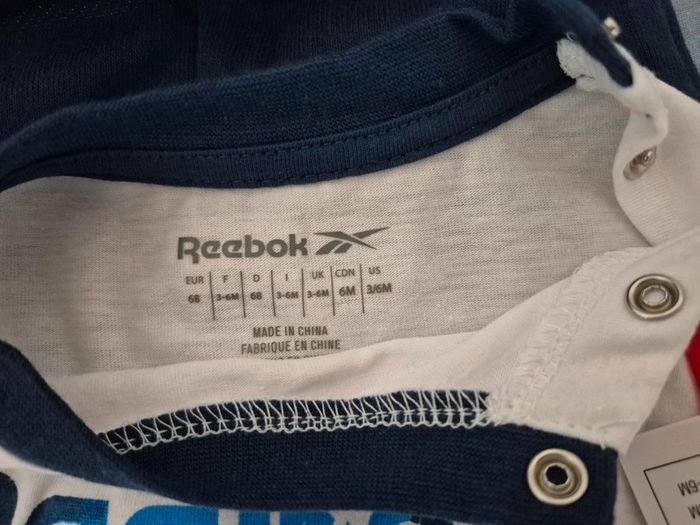 Reebok
EUR F D I UK CDN US
68 3-6M 68 3-6M 3-6M 6M 3/6M
MADE IN CHINA
FABRIQUE EN CHINE